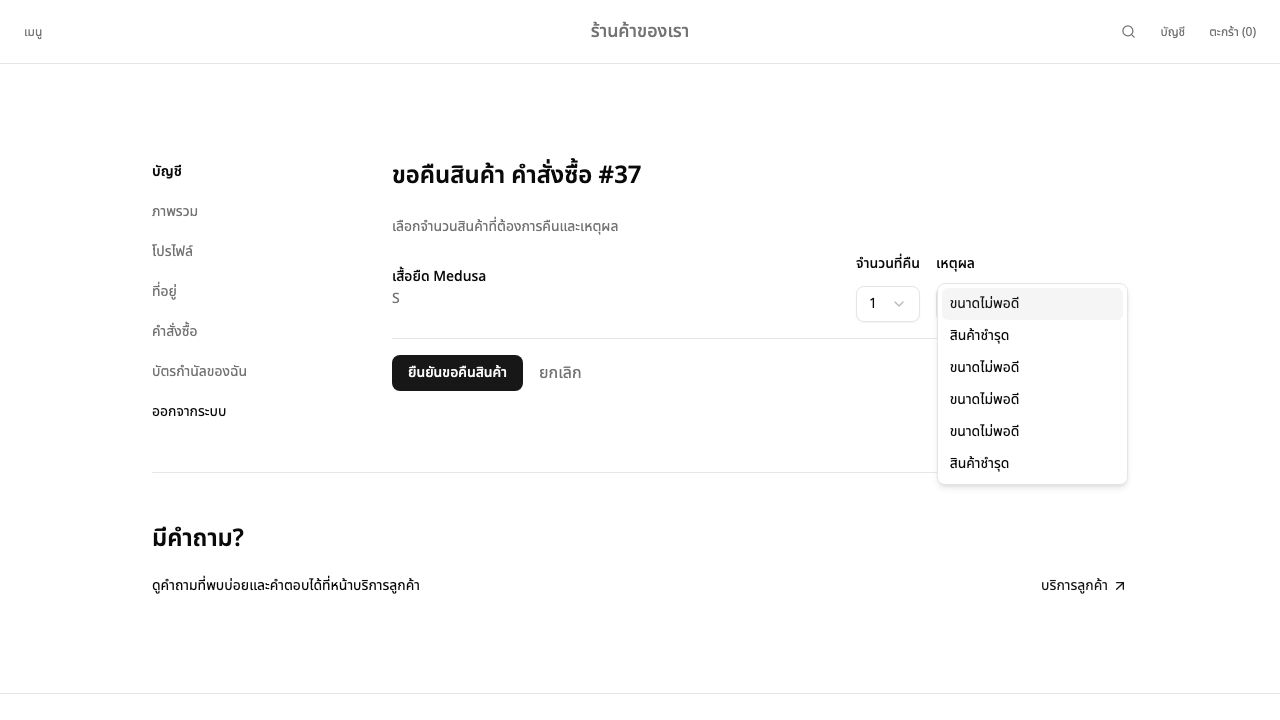 เมนู
ร้านค้าของเรา
บัญชี
ตะกร้า (0)
บัญชี
ภาพรวม
โปรไฟล์
ที่อยู่
คำสั่งซื้อ
บัตรกำนัลของฉัน
ออกจากระบบ
ขอคืนสินค้า คำสั่งซื้อ #37
เลือกจำนวนสินค้าที่ต้องการคืนและเหตุผล
จำนวนที่คืน
เหตุผล
เสื้อยืด Medusa
S
1
ขนาดไม่พอดี
สินค้าชำรุด
ขนาดไม่พอดี
ขนาดไม่พอดี
ขนาดไม่พอดี
สินค้าชำรุด
ยืนยันขอคืนสินค้า
ยกเลิก
มีคำถาม?
ดูคำถามที่พบบ่อยและคำตอบได้ที่หน้าบริการลูกค้า
บริการลูกค้า